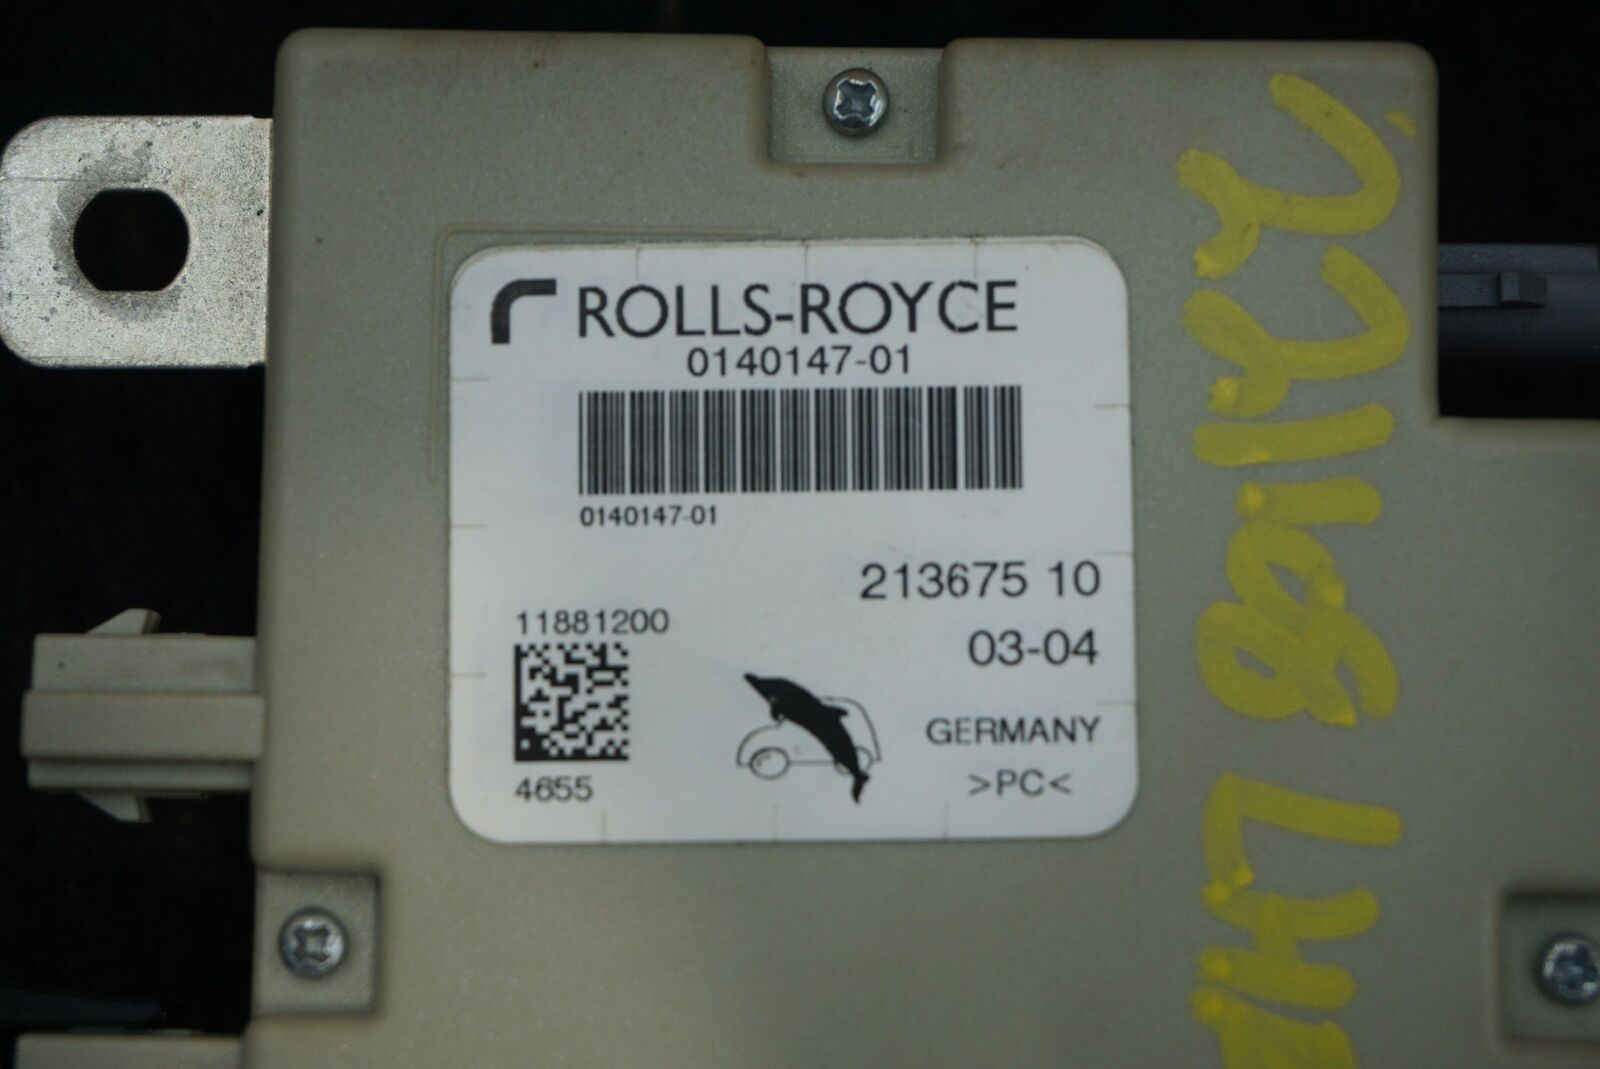 ROLLS-ROYCE
0140147-01
0140147-01
213675 10
11881200
03-04
GERMANY
4655
>PC<